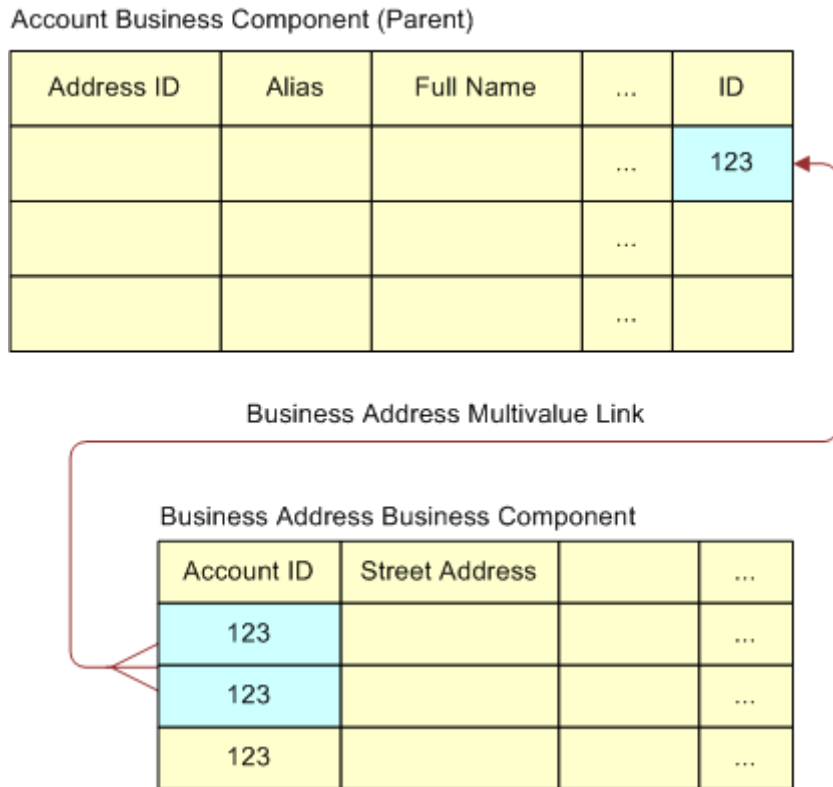 Account Business Component (Parent)
Address ID Alias Full Name ... ID
... 123
...
...
Business Address Multivalue Link
Business Address Business Component
Account ID Street Address ...
123 ...
123 ...
123 ...